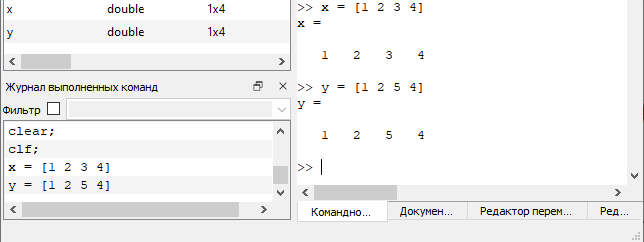 x double 1x4
y double 1x4
Журнал выполненных команд
Фильтр
clear;
clf;
x = [1 2 3 4]
y = [1 2 5 4]
>> x = [1 2 3 4]
x =
1 2 3 4
>> y = [1 2 5 4]
y =
1 2 5 4
>>
Командно... Докумен... Редактор перем... Ред...